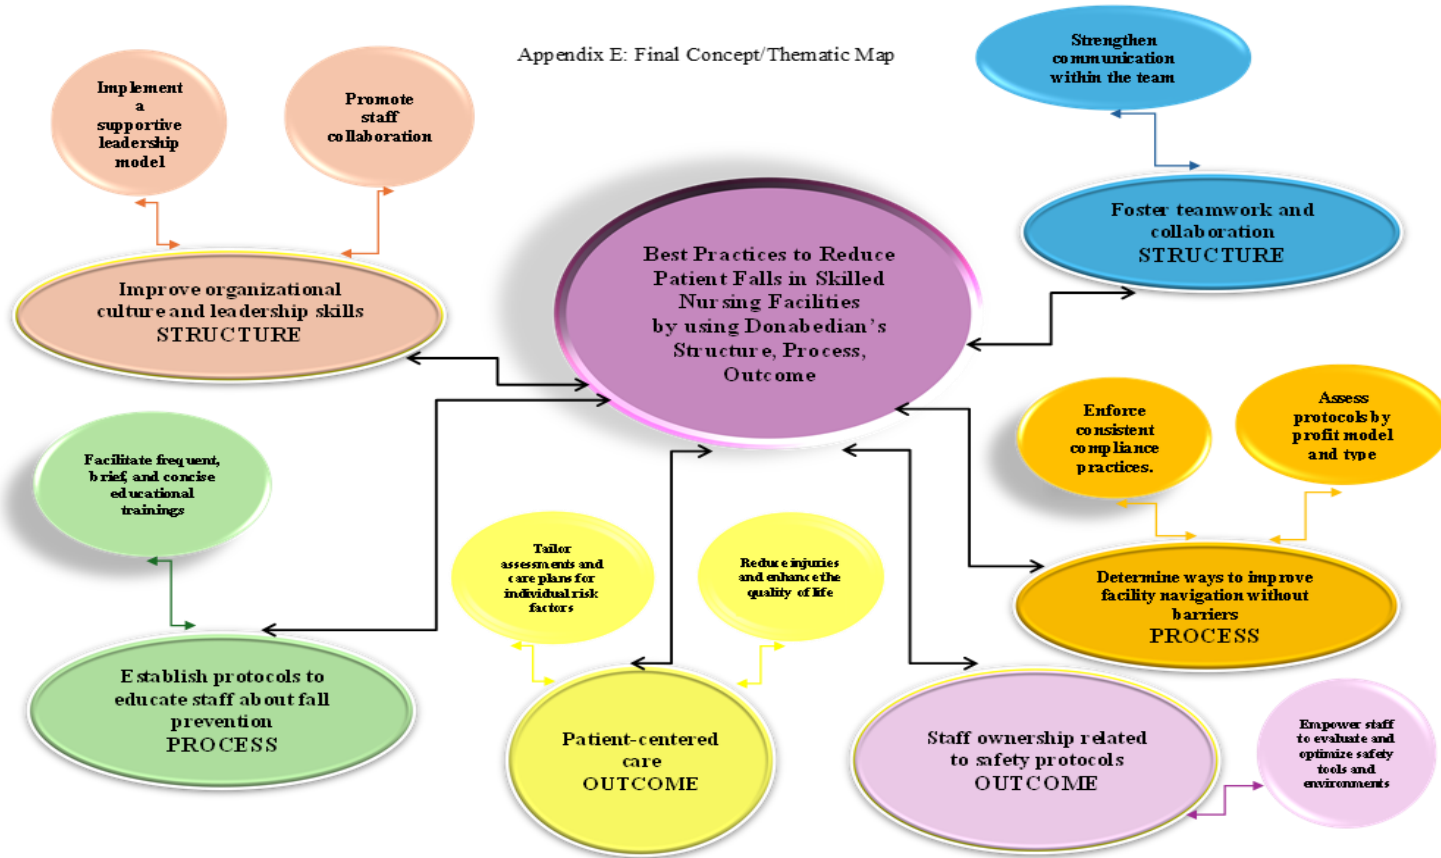 Appendix E: Final Concept/Thematic Map
Implement
a
supportive
leadership
model
Promote
staff
collaboration
Improve organizational
culture and leadership skills
STRUCTURE
Strengthen
communication
within the team
Foster teamwork and
collaboration
STRUCTURE
Best Practices to Reduce
Patient Falls in Skilled
Nursing Facilities
by using Donabedian’s
Structure, Process,
Outcome
Facilitate frequent,
brief, and concise
educational
trainings
Establish protocols to
educate staff about fall
prevention
PROCESS
Tailor
assessments and
care plans for
individual risk
factors
Reduce injuries
and enhance the
quality of life
Patient-centered
care
OUTCOME
Enforce
consistent
compliance
practices.
Assess
protocols by
profit model
and type
Determine ways to improve
facility navigation without
barriers
PROCESS
Staff ownership related
to safety protocols
OUTCOME
Empower staff
to evaluate and
optimize safety
tools and
environments